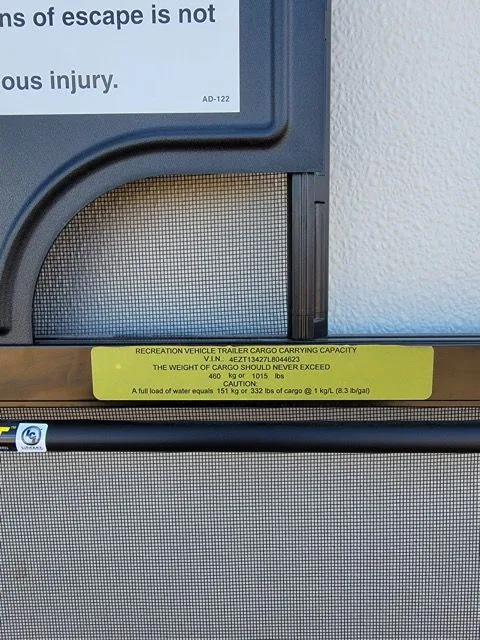 ns of escape is not
ous injury.
AD-122
RECREATION VEHICLE TRAILER CARGO CARRYING CAPACITY
V.I.N.: 4EZT13427L8044623
THE WEIGHT OF CARGO SHOULD NEVER EXCEED
460 kg or 1015 lbs
CAUTION:
A full load of water equals 151 kg or 332 lbs of cargo @ 1 kg/L (8.3 lb/gal)